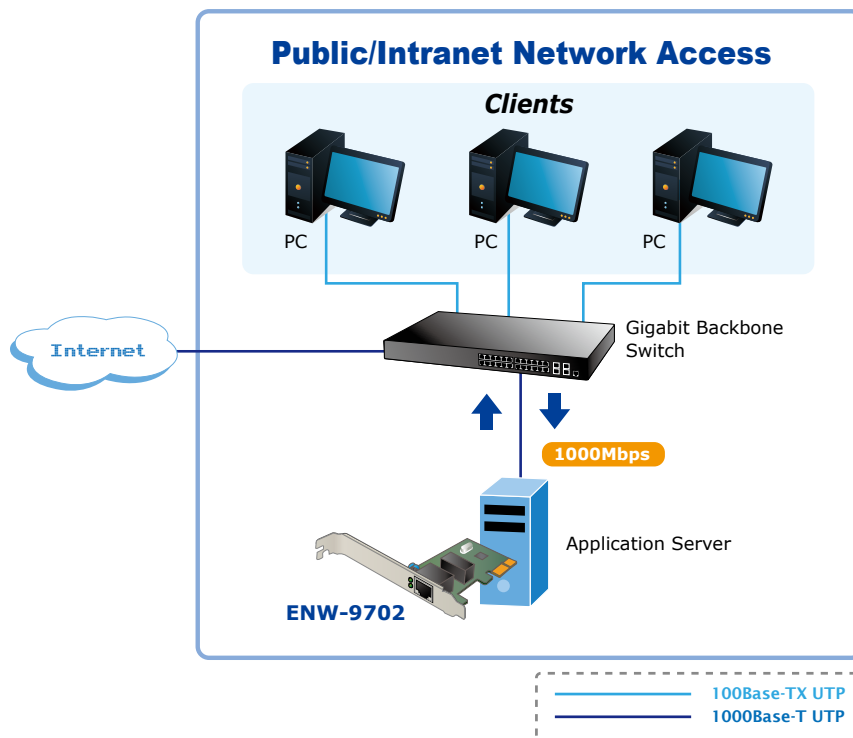 Public/Intranet Network Access
Clients
PC
PC
PC
Gigabit Backbone
Switch
Internet
1000Mbps
Application Server
ENW-9702
100Base-TX UTP
1000Base-T UTP